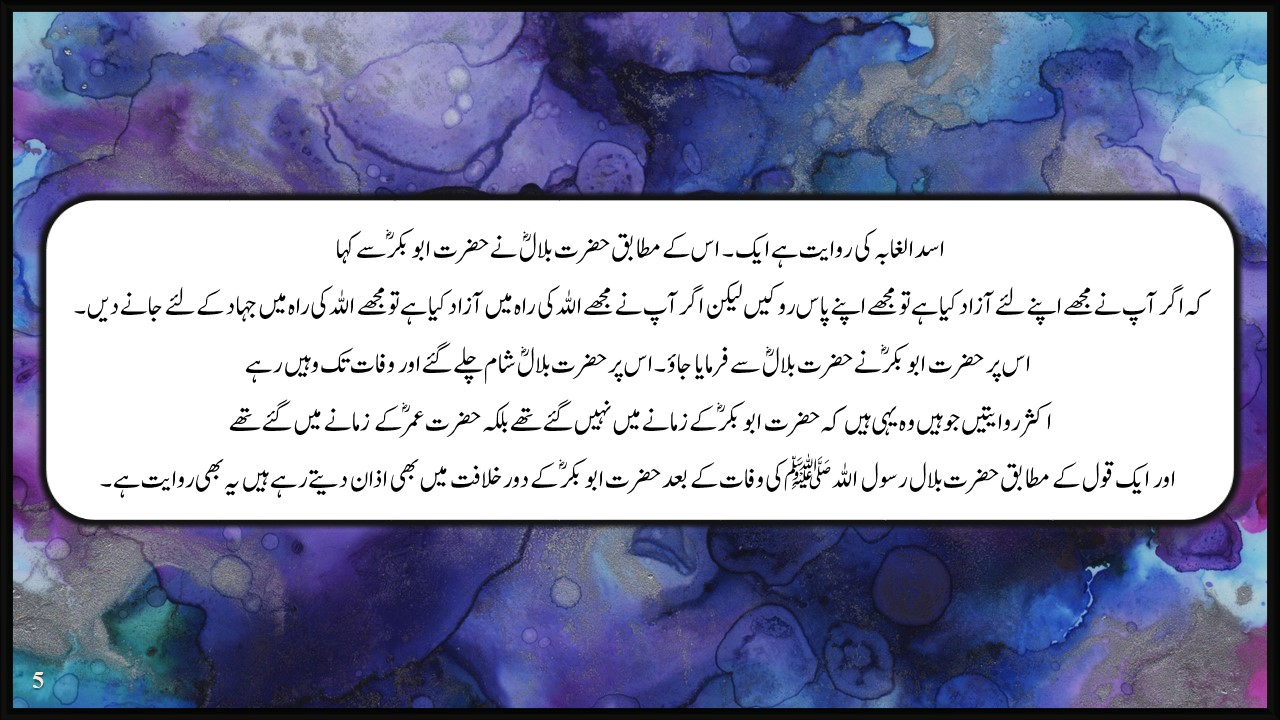 اسد الغابہ کی روایت ہے ایک۔ اس کے مطابق حضرت بلالؓ نے حضرت ابو بکرؓ سے کہا
کہ اگر آپ نے مجھے اپنے لئے آزاد کیا ہے تو مجھے اپنے پاس روکیں لیکن اگر آپ نے مجھے اللہ کی راہ میں آزاد کیا ہے تو مجھے اللہ کی راہ میں جہاد کے لئے جانے دیں۔
اس پر حضرت ابو بکرؓ نے حضرت بلالؓ سے فرمایا جاؤ۔ اس پر حضرت بلالؓ شام چلے گئے اور وفات تک وہیں رہے
اکثر روایتیں جو ہیں وہ یہی ہیں کہ حضرت ابو بکرؓ کے زمانے میں نہیں گئے تھے بلکہ حضرت عمرؓ کے زمانے میں گئے تھے
اور ایک قول کے مطابق حضرت بلال رسول اللہ ﷺ کی وفات کے بعد حضرت ابو بکرؓ کے دور خلافت میں بھی اذان دیتے رہے ہیں یہ بھی روایت ہے۔
5